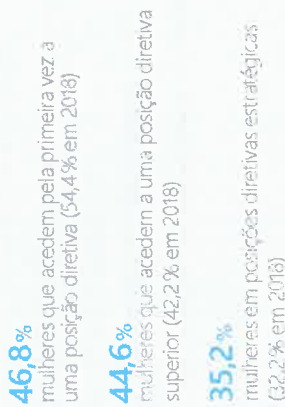 46,8%
mulheres que acedem pela primeira vez a
uma posição diretiva (54,4% em 2018)
44,6%
mulheres que acedem a uma posição diretiva
superior (42,2% em 2018)
35,2%
mulheres em posições diretivas estratégicas
(32,2% em 2018)